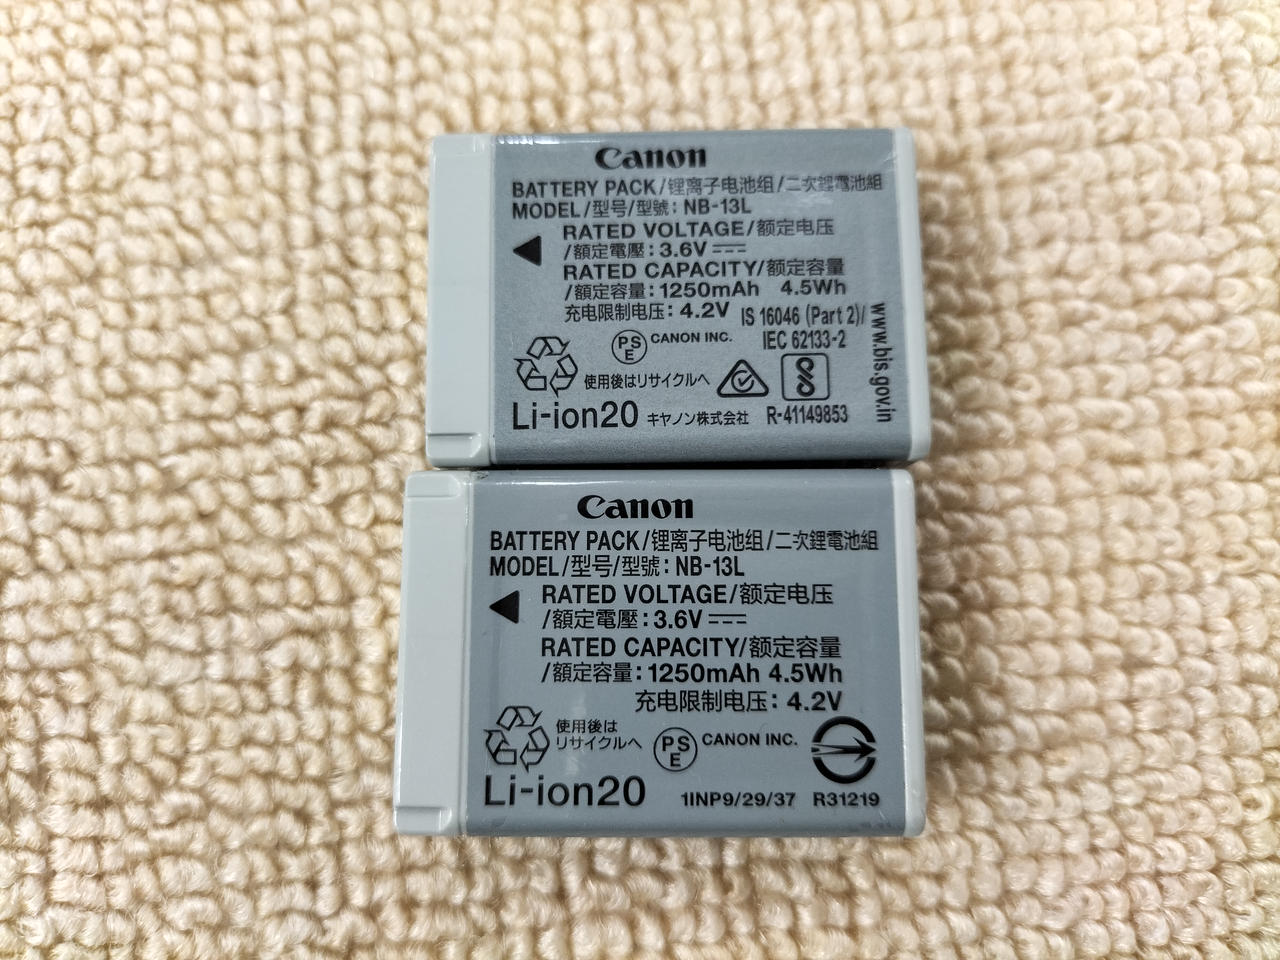 Canon
BATTERY PACK/锂离子电池组/二次鋰電池組
MODEL/型号/型號: NB-13L
RATED VOLTAGE/额定电压
/額定電壓: 3.6V
RATED CAPACITY/额定容量
/額定容量: 1250mAh 4.5Wh
充电限制电压: 4.2V
IS 16046 (Part 2)/
IEC 62133-2
www.bis.gov.in
PSE
CANON INC.
使用後はリサイクルへ
Li-ion20
キヤノン株式会社
R-41149853
Canon
BATTERY PACK/锂离子电池组/二次鋰電池組
MODEL/型号/型號: NB-13L
RATED VOLTAGE/额定电压
/額定電壓: 3.6V
RATED CAPACITY/额定容量
/額定容量: 1250mAh 4.5Wh
充电限制电压: 4.2V
使用後は
リサイクルへ
PSE
CANON INC.
Li-ion20
1INP9/29/37
R31219